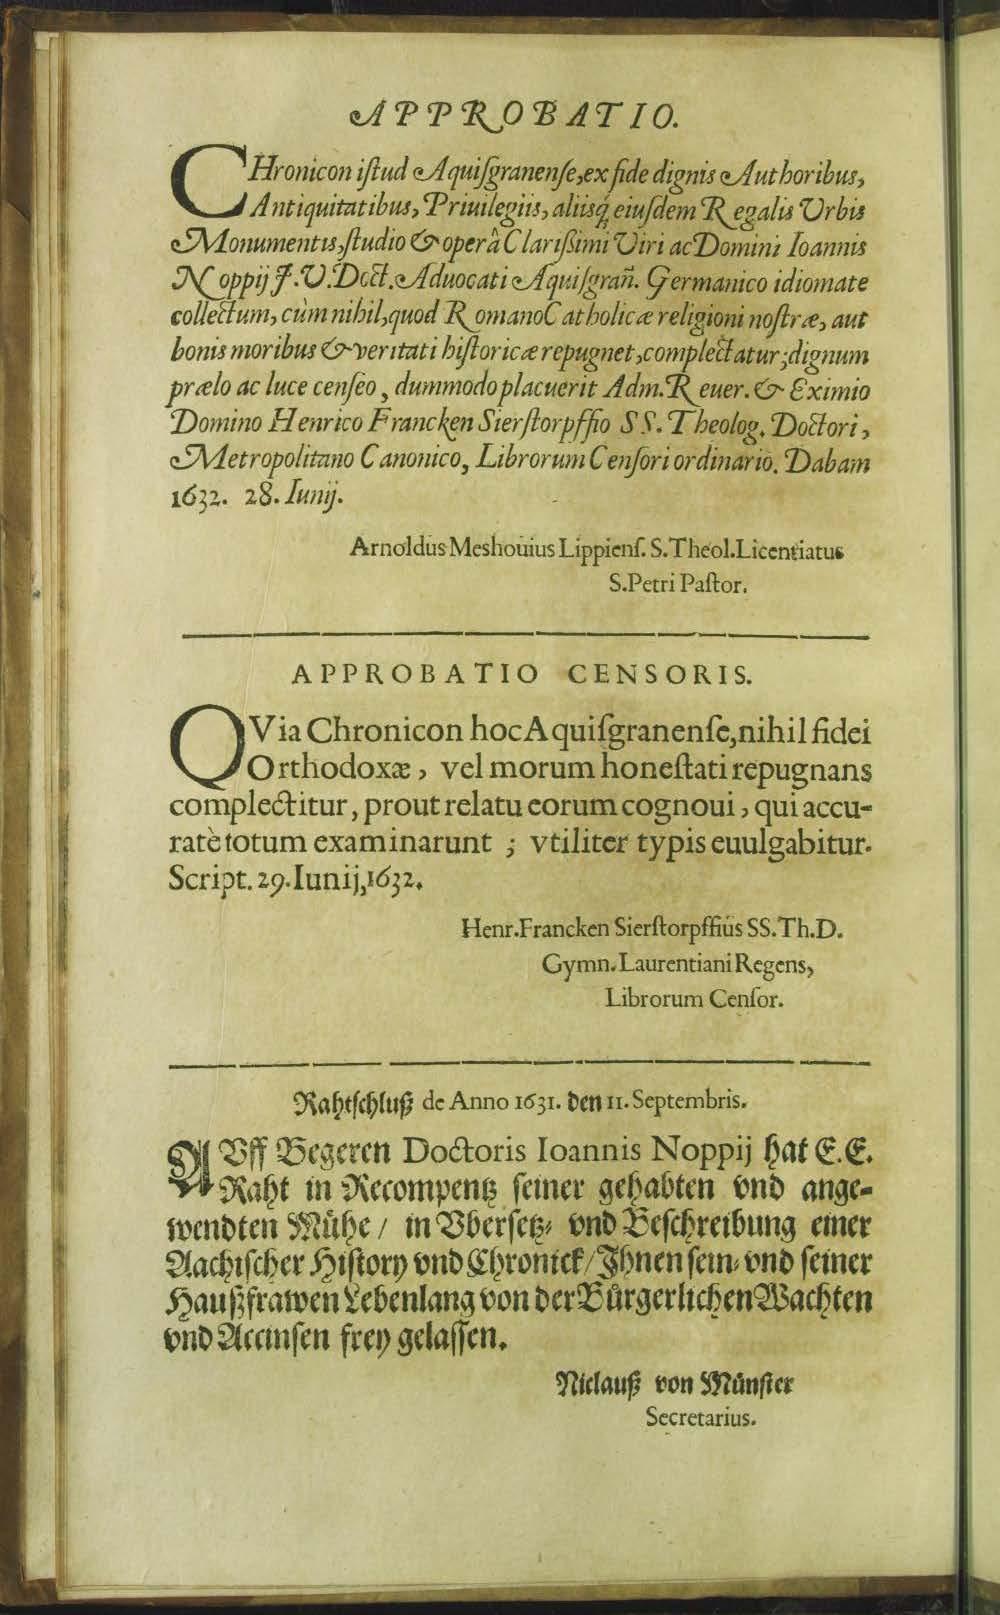 APPROBATIO.
CHronicon iſtud Aquiſgranenſe, ex fide dignis Authoribus,
Antiquitatibus, Priuilegiis, aliisq́ eiuſdem Regalis Vrbis
Monumentis, ſtudio & operâ Clariſſimi Viri ac Domini Ioannis
Noppij J.V. Doct. Aduocati Aquiſgran̄. Germanico idiomate
collectum, cùm nihil, quod Romano Catholicæ religioni noſtræ, aut
bonis moribus & veritati hiſtoricæ repugnet, complectatur; dignum
prælo ac luce cenſeo, dummodo placuerit Adm. Reuer. & Eximio
Domino Henrico Francken Sierſtorpffio SS. Theolog. Doctori,
Metropolitano Canonico, Librorum Cenſori ordinario. Dabam
1632. 28. Iunij.
Arnoldus Meshouius Lippienſ. S. Theol. Licentiatus
S. Petri Paſtor.
APPROBATIO CENSORIS.
QVia Chronicon hoc Aquiſgranenſe, nihil fidei
Orthodoxæ, vel morum honeſtati repugnans
complectitur, prout relatu eorum cognoui, qui accu-
ratè totum examinarunt ; vtiliter typis euulgabitur.
Script. 29. Iunij, 1632.
Henr. Francken Sierſtorpffius SS. Th. D.
Gymn. Laurentiani Regens,
Librorum Cenſor.
Rahtſchluß de Anno 1631. den 11. Septembris.
AVff Begeren Doctoris Ioannis Noppij hat E.E.
Raht in Recompentz ſeiner gehabten vnd ange-
wendten Mühe / in Vberſetz- vnd Beſchreibung einer
Aachiſcher Hiſtory vnd Chronick / Ihnen ſein- vnd ſeiner
Haußfrawen Lebenlang von der Bürgerlichen Wachten
vnd Accinſen frey gelaſſen.
Niclauß von Münſter
Secretarius.